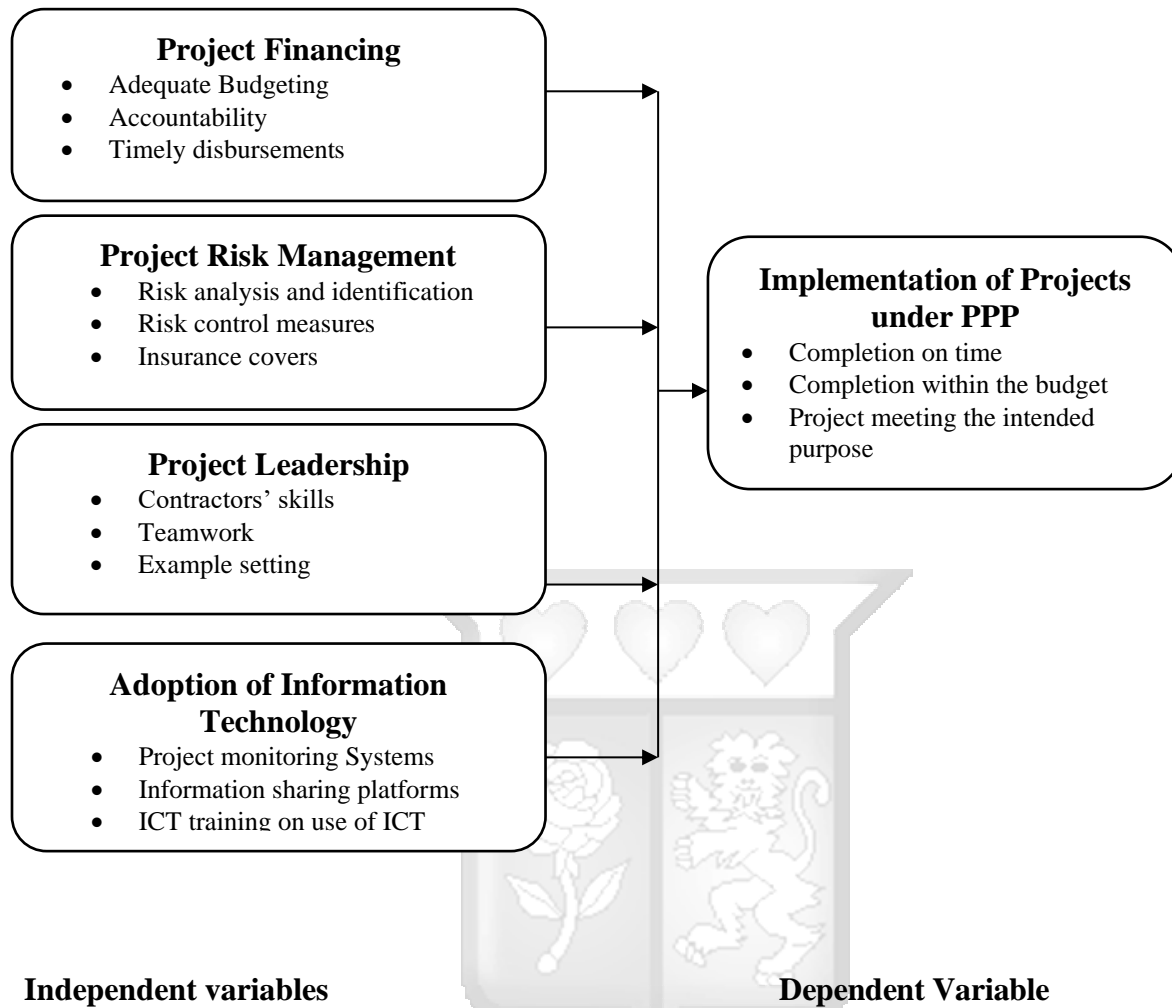 Project Financing
• Adequate Budgeting
• Accountability
• Timely disbursements
Project Risk Management
• Risk analysis and identification
• Risk control measures
• Insurance covers
Project Leadership
• Contractors’ skills
• Teamwork
• Example setting
Adoption of Information
Technology
• Project monitoring Systems
• Information sharing platforms
• ICT training on use of ICT
Implementation of Projects
under PPP
• Completion on time
• Completion within the budget
• Project meeting the intended
purpose
Independent variables
Dependent Variable